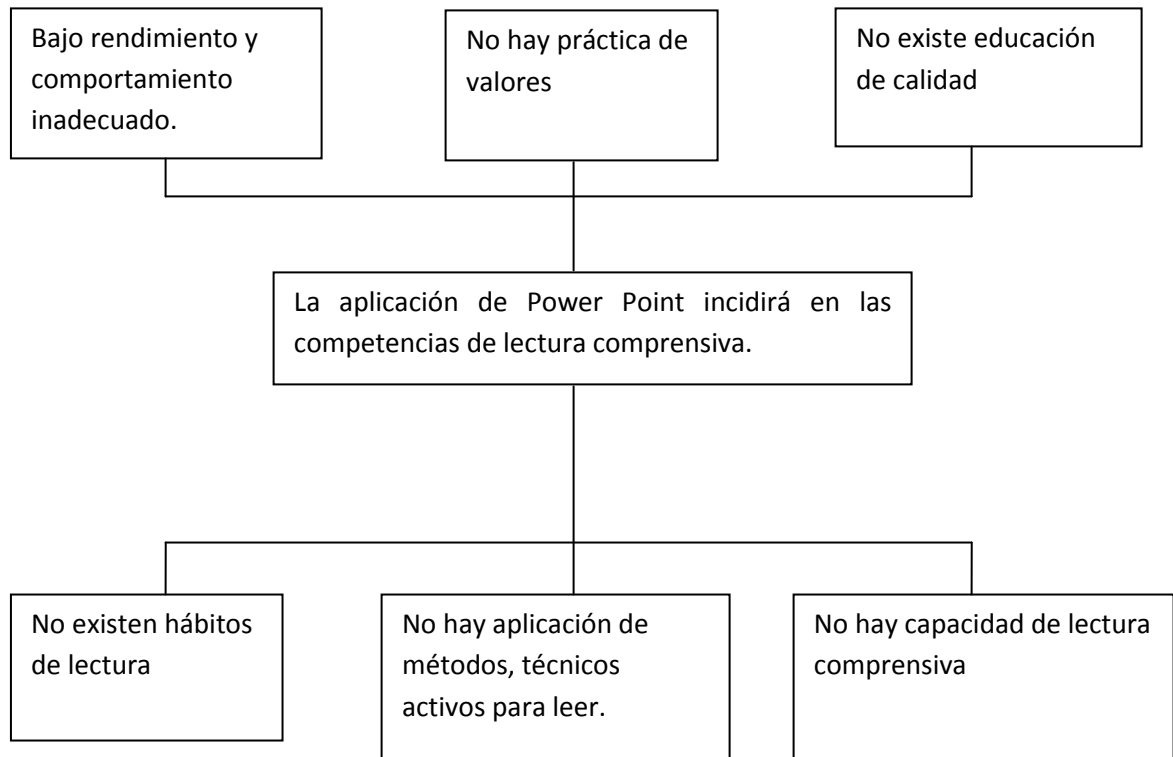 Bajo rendimiento y
comportamiento
inadecuado.
No hay práctica de
valores
No existe educación
de calidad
La aplicación de Power Point incidirá en las
competencias de lectura comprensiva.
No existen hábitos
de lectura
No hay aplicación de
métodos, técnicos
activos para leer.
No hay capacidad de lectura
comprensiva